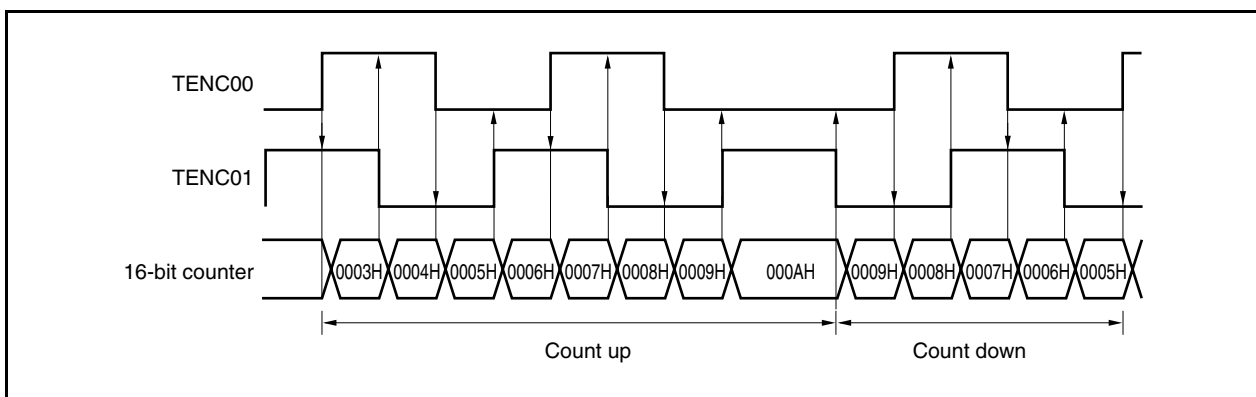 TENC00
TENC01
16-bit counter
0003H 0004H 0005H 0006H 0007H 0008H 0009H 000AH 0009H 0008H 0007H 0006H 0005H
Count up
Count down